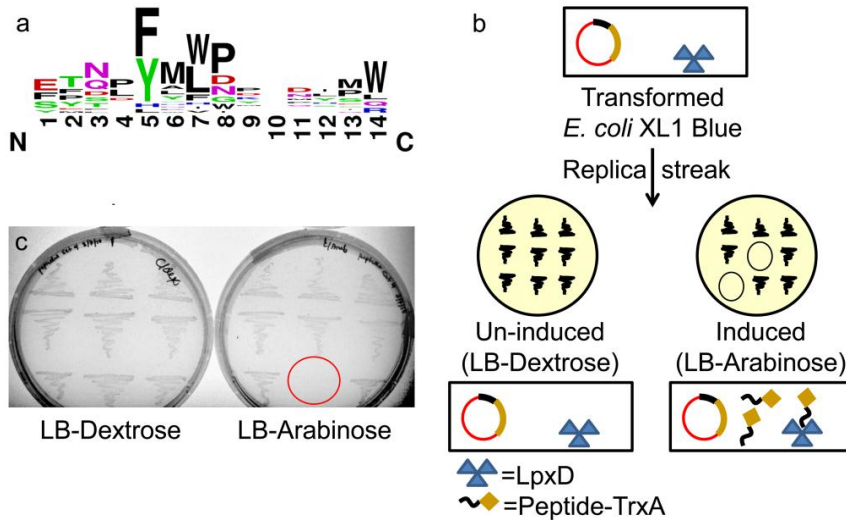 a
F
Y
W
L
P
D
N
M
A
N
Q
E
T
P
M
W
1 2 3 4 5 6 7 8 9 10 11 12 13 14
N
C
b
Transformed
E. coli XL1 Blue
Replica streak
Un-induced
(LB-Dextrose)
Induced
(LB-Arabinose)
=LpxD
=Peptide-TrxA
c
LB-Dextrose
LB-Arabinose